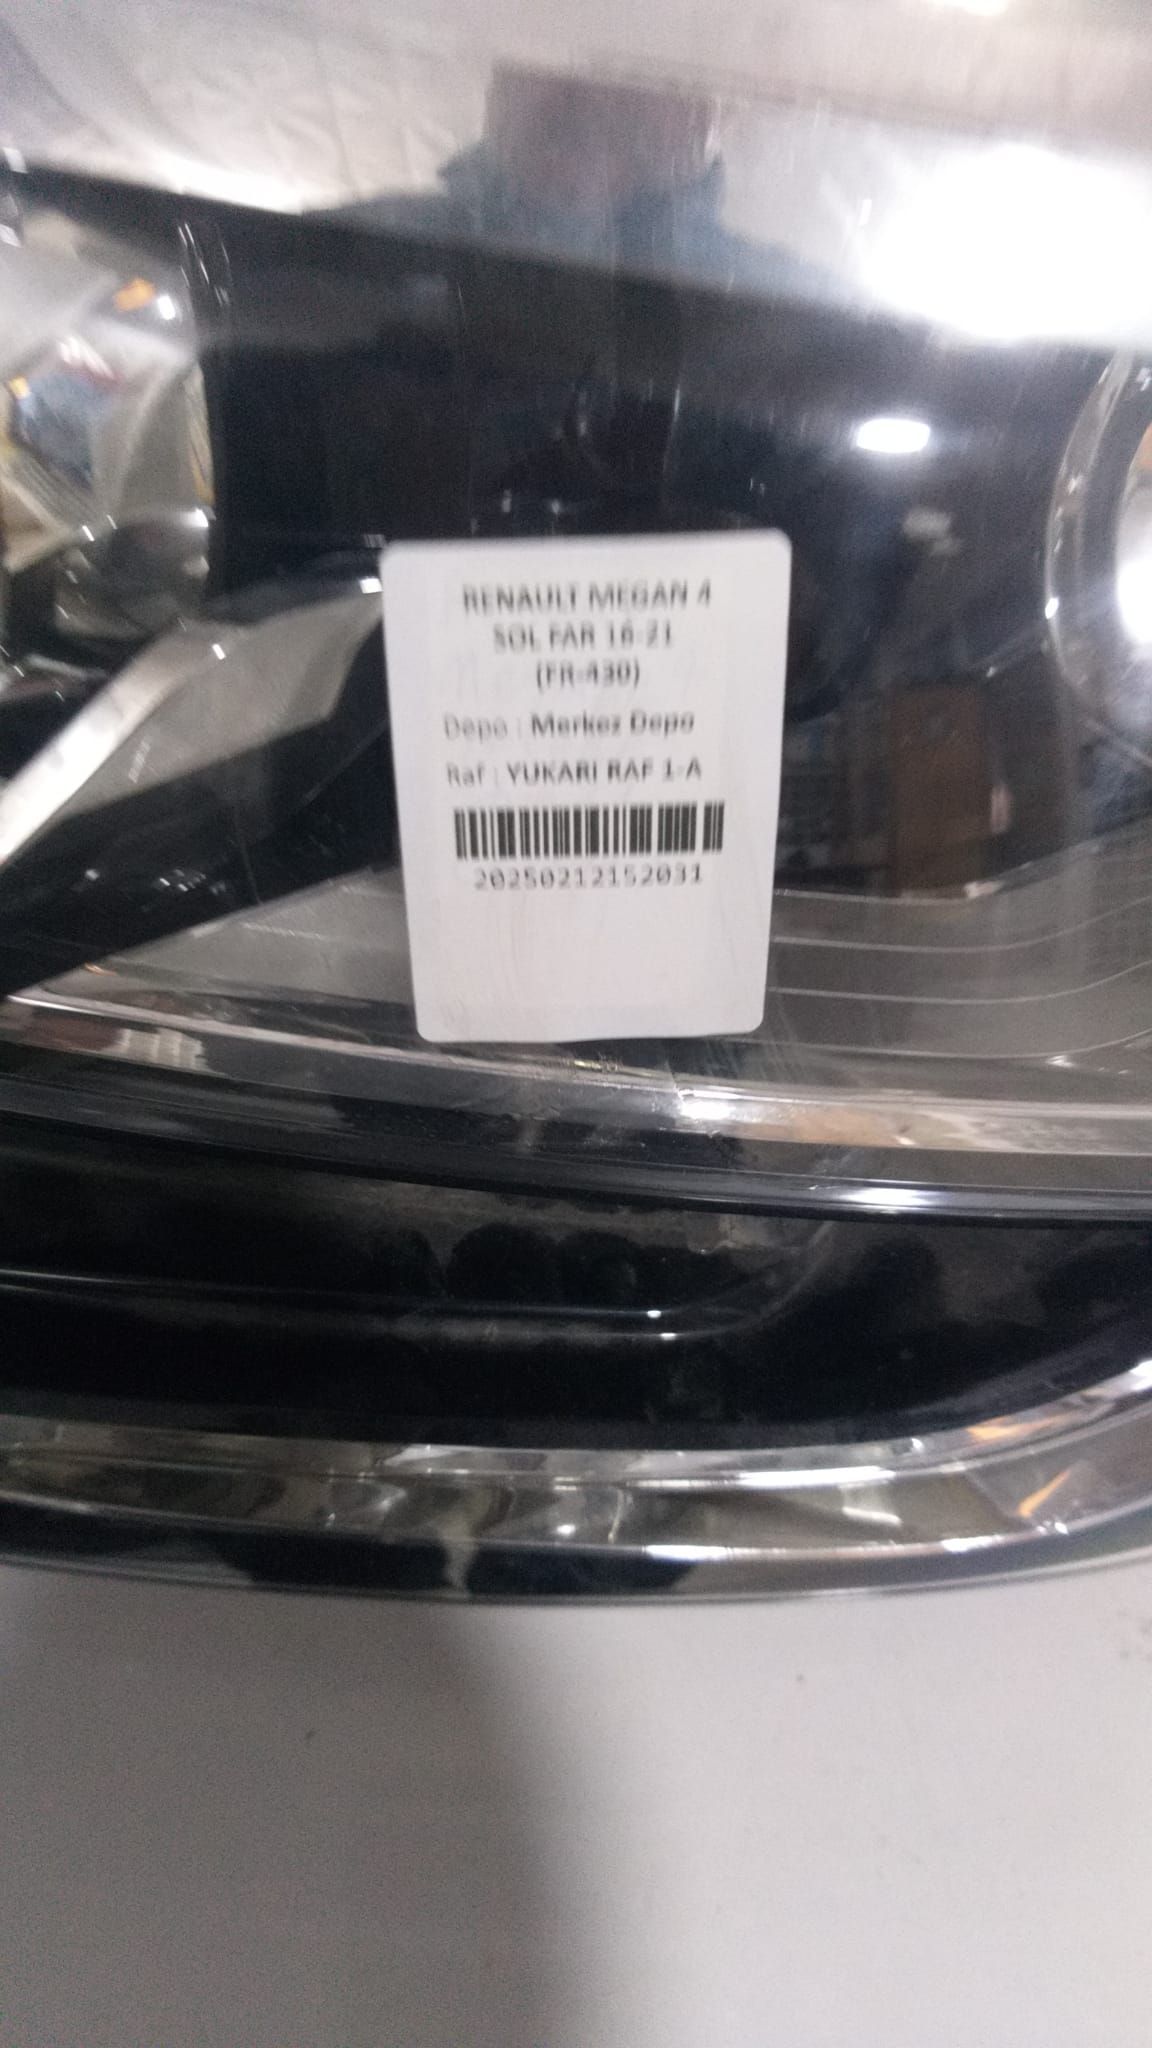 RENAULT MEGAN 4
SOL FAR 16-21
(FR-430)
Depo : Merkez Depo
Raf : YUKARI RAF 1-A
20250212152031